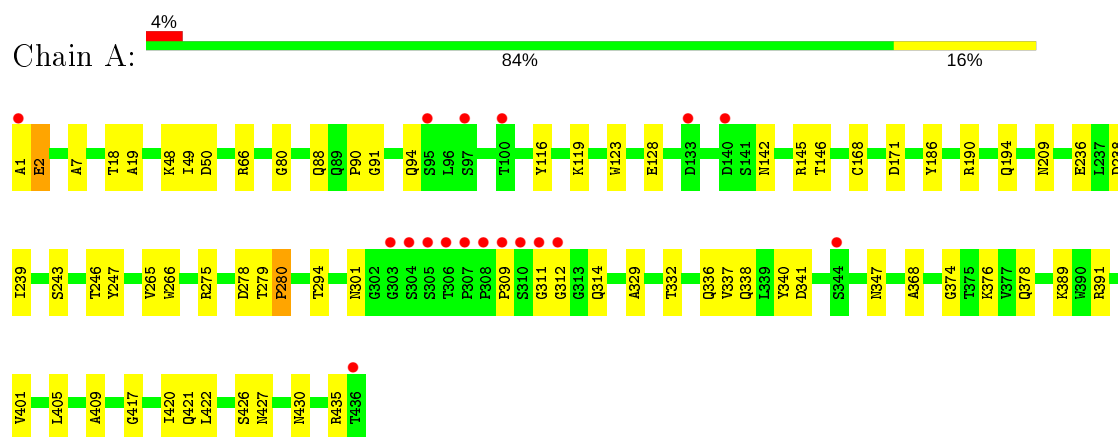 4%
Chain A:
84% 16%
A1 E2 A7 T18 A19 K48 I49 D50 R66 G80 Q88 Q89 P90 G91 Q94 S95 L96 S97 T100 Y116 K119 W123 E128 D133 D140 S141 N142 R145 T146 C168 D171 Y186 R190 Q194 N209 E236 L237 D238
I239 S243 T246 Y247 V265 W266 R275 D278 T279 P280 T294 N301 G302 G303 S304 S305 T306 P307 P308 P309 S310 G311 G312 G313 Q314 A329 T332 Q336 V337 Q338 L339 Y340 D341 S344 N347 A368 G374 T375 K376 V377 Q378 K389 W390 R391
V401 L405 A409 G417 I420 Q421 L422 S426 N427 N430 R435 T436